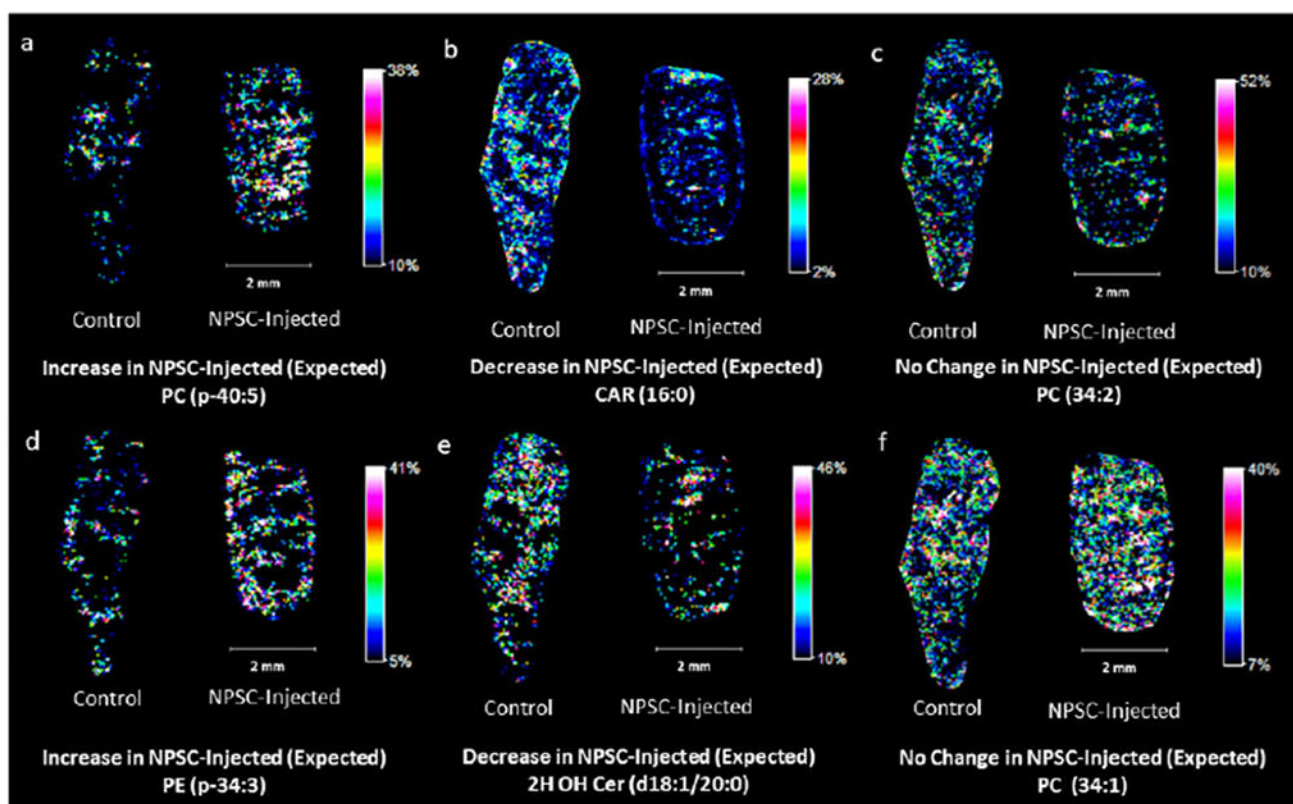 a
b
c
38%
28%
52%
10%
2%
10%
2 mm
2 mm
2 mm
Control
NPSC-Injected
Control
NPSC-Injected
Control
NPSC-Injected
Increase in NPSC-Injected (Expected)
PC (p-40:5)
Decrease in NPSC-Injected (Expected)
CAR (16:0)
No Change in NPSC-Injected (Expected)
PC (34:2)
d
e
f
41%
46%
40%
5%
10%
7%
2 mm
2 mm
2 mm
Control
NPSC-Injected
Control
NPSC-Injected
Control
NPSC-Injected
Increase in NPSC-Injected (Expected)
PE (p-34:3)
Decrease in NPSC-Injected (Expected)
2H OH Cer (d18:1/20:0)
No Change in NPSC-Injected (Expected)
PC (34:1)